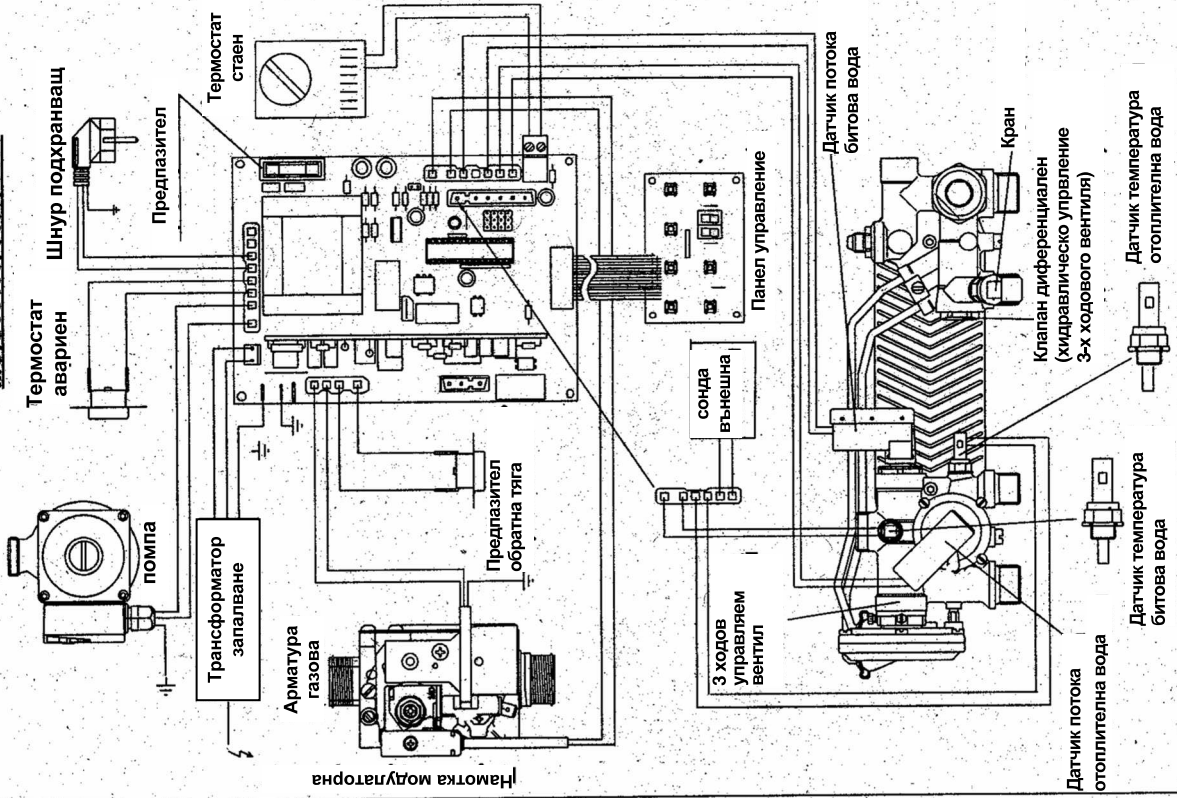 Термостат
авариен
Шнур подхранващ
Предпазител
Термостат
стаен
помпа
Трансформатор
запалване
Предпазител
обратна тяга
Арматура
газова
Намотка модулаторна
Панел управление
сонда
външна
3 ходов
управляем
вентил
Датчик потока
битова вода
Клапан диференциален
(хидравлическо упрвление
3-х ходового вентиля)
Кран
Датчик температура
отоплителна вода
Датчик температура
битова вода
Датчик потока
отоплителна вода